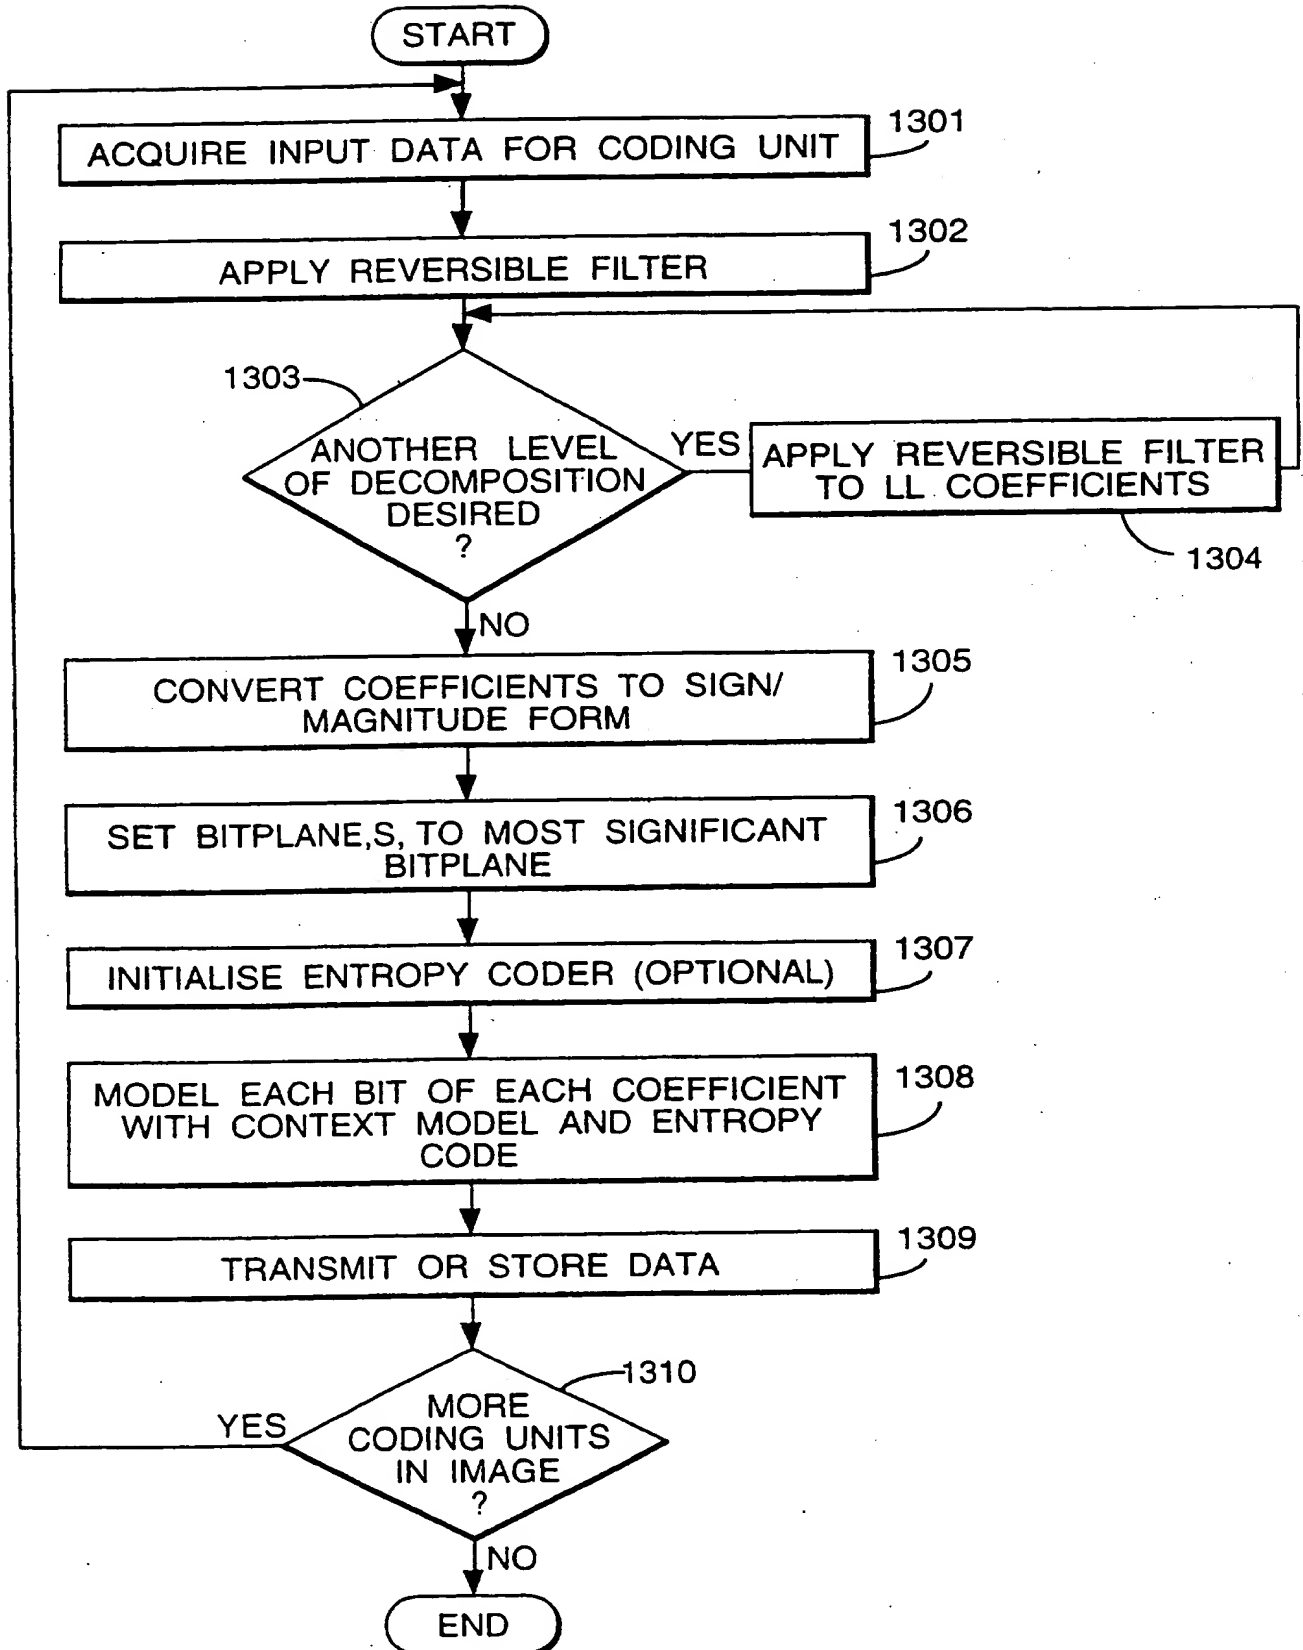 START
1301
ACQUIRE INPUT DATA FOR CODING UNIT
1302
APPLY REVERSIBLE FILTER
1303
ANOTHER LEVEL
OF DECOMPOSITION
DESIRED
?
YES
APPLY REVERSIBLE FILTER
TO LL COEFFICIENTS
1304
NO
1305
CONVERT COEFFICIENTS TO SIGN/
MAGNITUDE FORM
1306
SET BITPLANE,S, TO MOST SIGNIFICANT
BITPLANE
1307
INITIALISE ENTROPY CODER (OPTIONAL)
1308
MODEL EACH BIT OF EACH COEFFICIENT
WITH CONTEXT MODEL AND ENTROPY
CODE
1309
TRANSMIT OR STORE DATA
1310
MORE
CODING UNITS
IN IMAGE
?
YES
NO
END